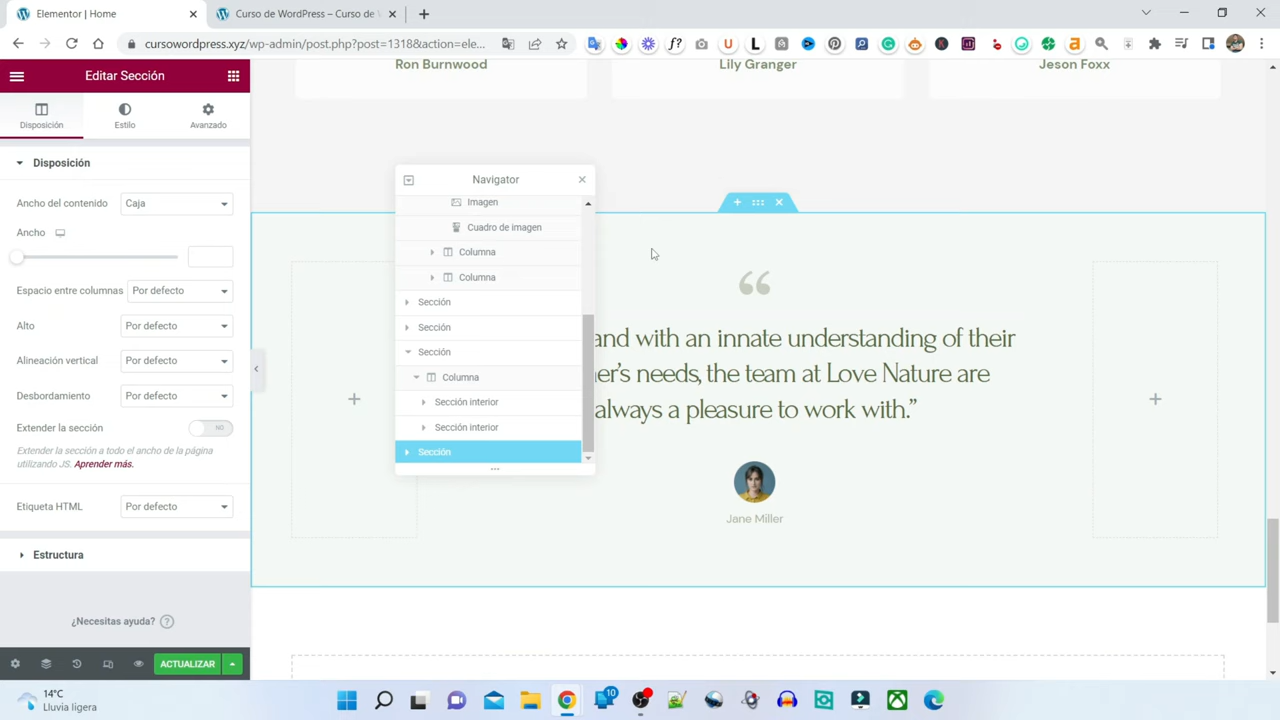 Elementor | Home
Curso de WordPress – Curso de W
cursowordpress.xyz/wp-admin/post.php?post=1318&action=ele...
Editar Sección
Disposición
Estilo
Avanzado
Disposición
Ancho del contenido
Caja
Ancho
Espacio entre columnas
Por defecto
Alto
Por defecto
Alineación vertical
Por defecto
Desbordamiento
Por defecto
Extender la sección
NO
Extender la sección a todo el ancho de la página
utilizando JS. Aprender más.
Etiqueta HTML
Por defecto
Estructura
¿Necesitas ayuda?
ACTUALIZAR
Ron Burnwood
Lily Granger
Jeson Foxx
Navigator
Imagen
Cuadro de imagen
Columna
Columna
Sección
Sección
Sección
Columna
Sección interior
Sección interior
Sección
and with an innate understanding of their
er’s needs, the team at Love Nature are
always a pleasure to work with.”
Jane Miller
14°C
Lluvia ligera
10